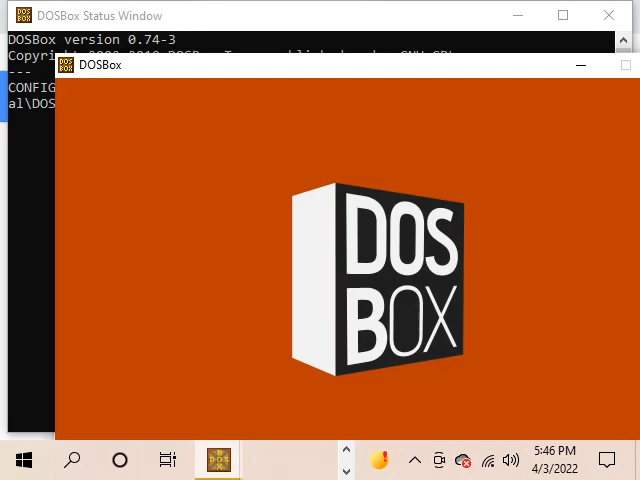 DOSBox Status Window
DOSBox version 0.74-3
---
CONFIG
al\DOS
DOSBox
DOS
BOX
5:46 PM
4/3/2022